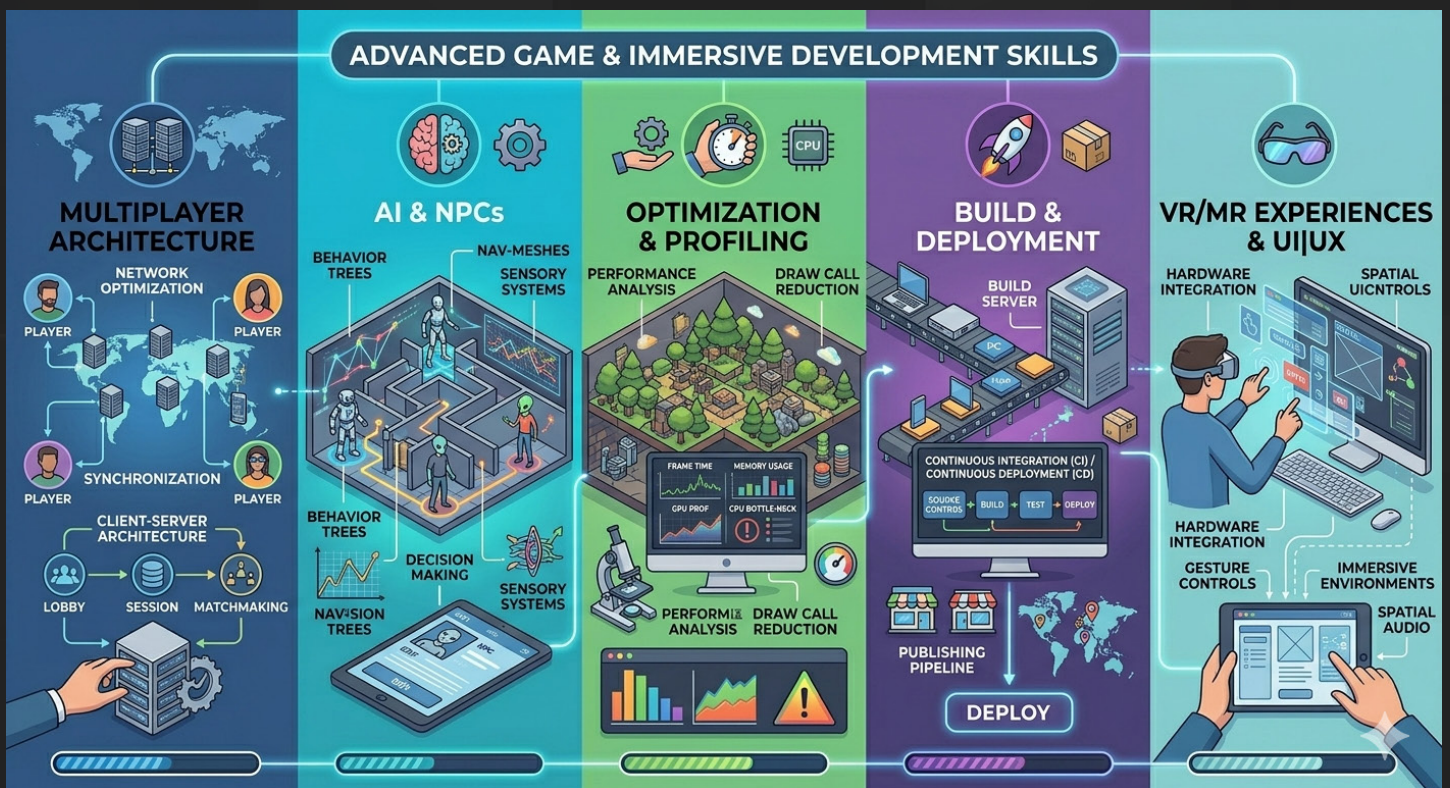 ADVANCED GAME & IMMERSIVE DEVELOPMENT SKILLS
MULTIPLAYER
ARCHITECTURE
NETWORK
OPTIMIZATION
PLAYER
PLAYER
PLAYER
SYNCHRONIZATION
PLAYER
CLIENT-SERVER
ARCHITECTURE
LOBBY
SESSION
MATCHMAKING
AI & NPCs
BEHAVIOR
TREES
NAV-MESHES
SENSORY
SYSTEMS
BEHAVIOR
TREES
DECISION
MAKING
SENSORY
SYSTEMS
TREES
NPC
CPU
OPTIMIZATION
& PROFILING
PERFORMANCE
ANALYSIS
DRAW CALL
REDUCTION
FRAME TIME
MEMORY USAGE
GPU PROF
CPU BOTTLE-NECK
ANALYSIS
DRAW CALL
REDUCTION
BUILD &
DEPLOYMENT
BUILD
SERVER
PC
CONTINUOUS INTEGRATION (CI) /
CONTINUOUS DEPLOYMENT (CD)
BUILD
TEST
DEPLOY
PUBLISHING
PIPELINE
DEPLOY
VR/MR EXPERIENCES
& UI|UX
HARDWARE
INTEGRATION
SPATIAL
UICNTROLS
HARDWARE
INTEGRATION
GESTURE
CONTROLS
IMMERSIVE
ENVIRONMENTS
SPATIAL
AUDIO